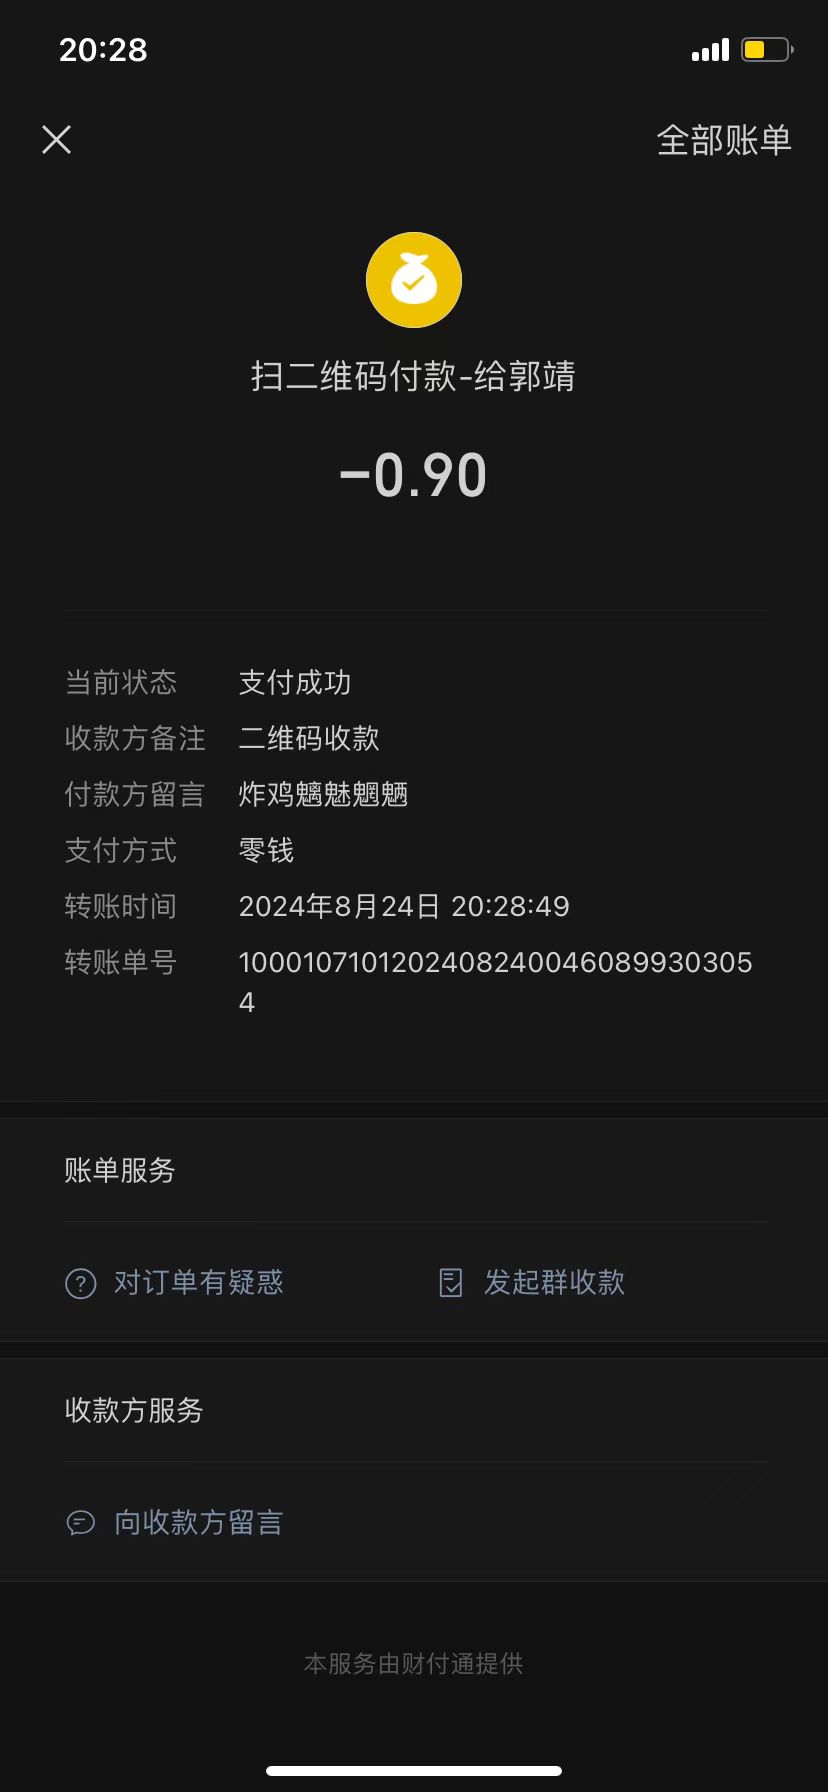 20:28
全部账单
扫二维码付款-给郭靖
-0.90
当前状态 支付成功
收款方备注 二维码收款
付款方留言 炸鸡魑魅魍魉
支付方式 零钱
转账时间 2024年8月24日 20:28:49
转账单号 1000107101202408240046089930305
4
账单服务
对订单有疑惑 发起群收款
收款方服务
向收款方留言
本服务由财付通提供